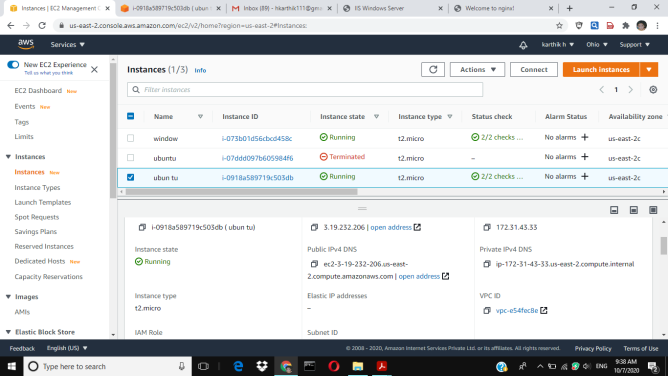 Instances | EC2 Management
i-0918a589719c503db ( ubun t
Inbox (89) - hkarthik111@gma
IIS Windows Server
Welcome to nginx!
us-east-2.console.aws.amazon.com/ec2/v2/home?region=us-east-2#Instances:
aws Services karthik h Ohio Support
New EC2 Experience
Tell us what you think
EC2 Dashboard New
Events New
Tags
Limits
Instances
Instances New
Instance Types
Launch Templates
Spot Requests
Savings Plans
Reserved Instances
Dedicated Hosts New
Capacity Reservations
Images
AMIs
Elastic Block Store
Instances (1/3) Info
Actions Connect Launch instances
Filter instances
1
Name Instance ID Instance state Instance type Status check Alarm Status Availability zone
window i-073b01d56cbcd458c Running t2.micro 2/2 checks ... No alarms + us-east-2c
ubuntu i-07ddd097b605984f6 Terminated t2.micro – No alarms + us-east-2c
ubun tu i-0918a589719c503db Running t2.micro 2/2 checks ... No alarms + us-east-2c
i-0918a589719c503db ( ubun tu) 3.19.232.206 | open address 172.31.43.33
Instance state Public IPv4 DNS Private IPv4 DNS
Running ec2-3-19-232-206.us-east- ip-172-31-43-33.us-east-2.compute.internal
2.compute.amazonaws.com | open address
Instance type Elastic IP addresses VPC ID
t2.micro – vpc-e54fec8e
IAM Role Subnet ID
Feedback English (US) © 2008 - 2020, Amazon Internet Services Private Ltd. or its affiliates. All rights reserved. Privacy Policy Terms of Use
Type here to search
ENG
9:38 AM
10/7/2020